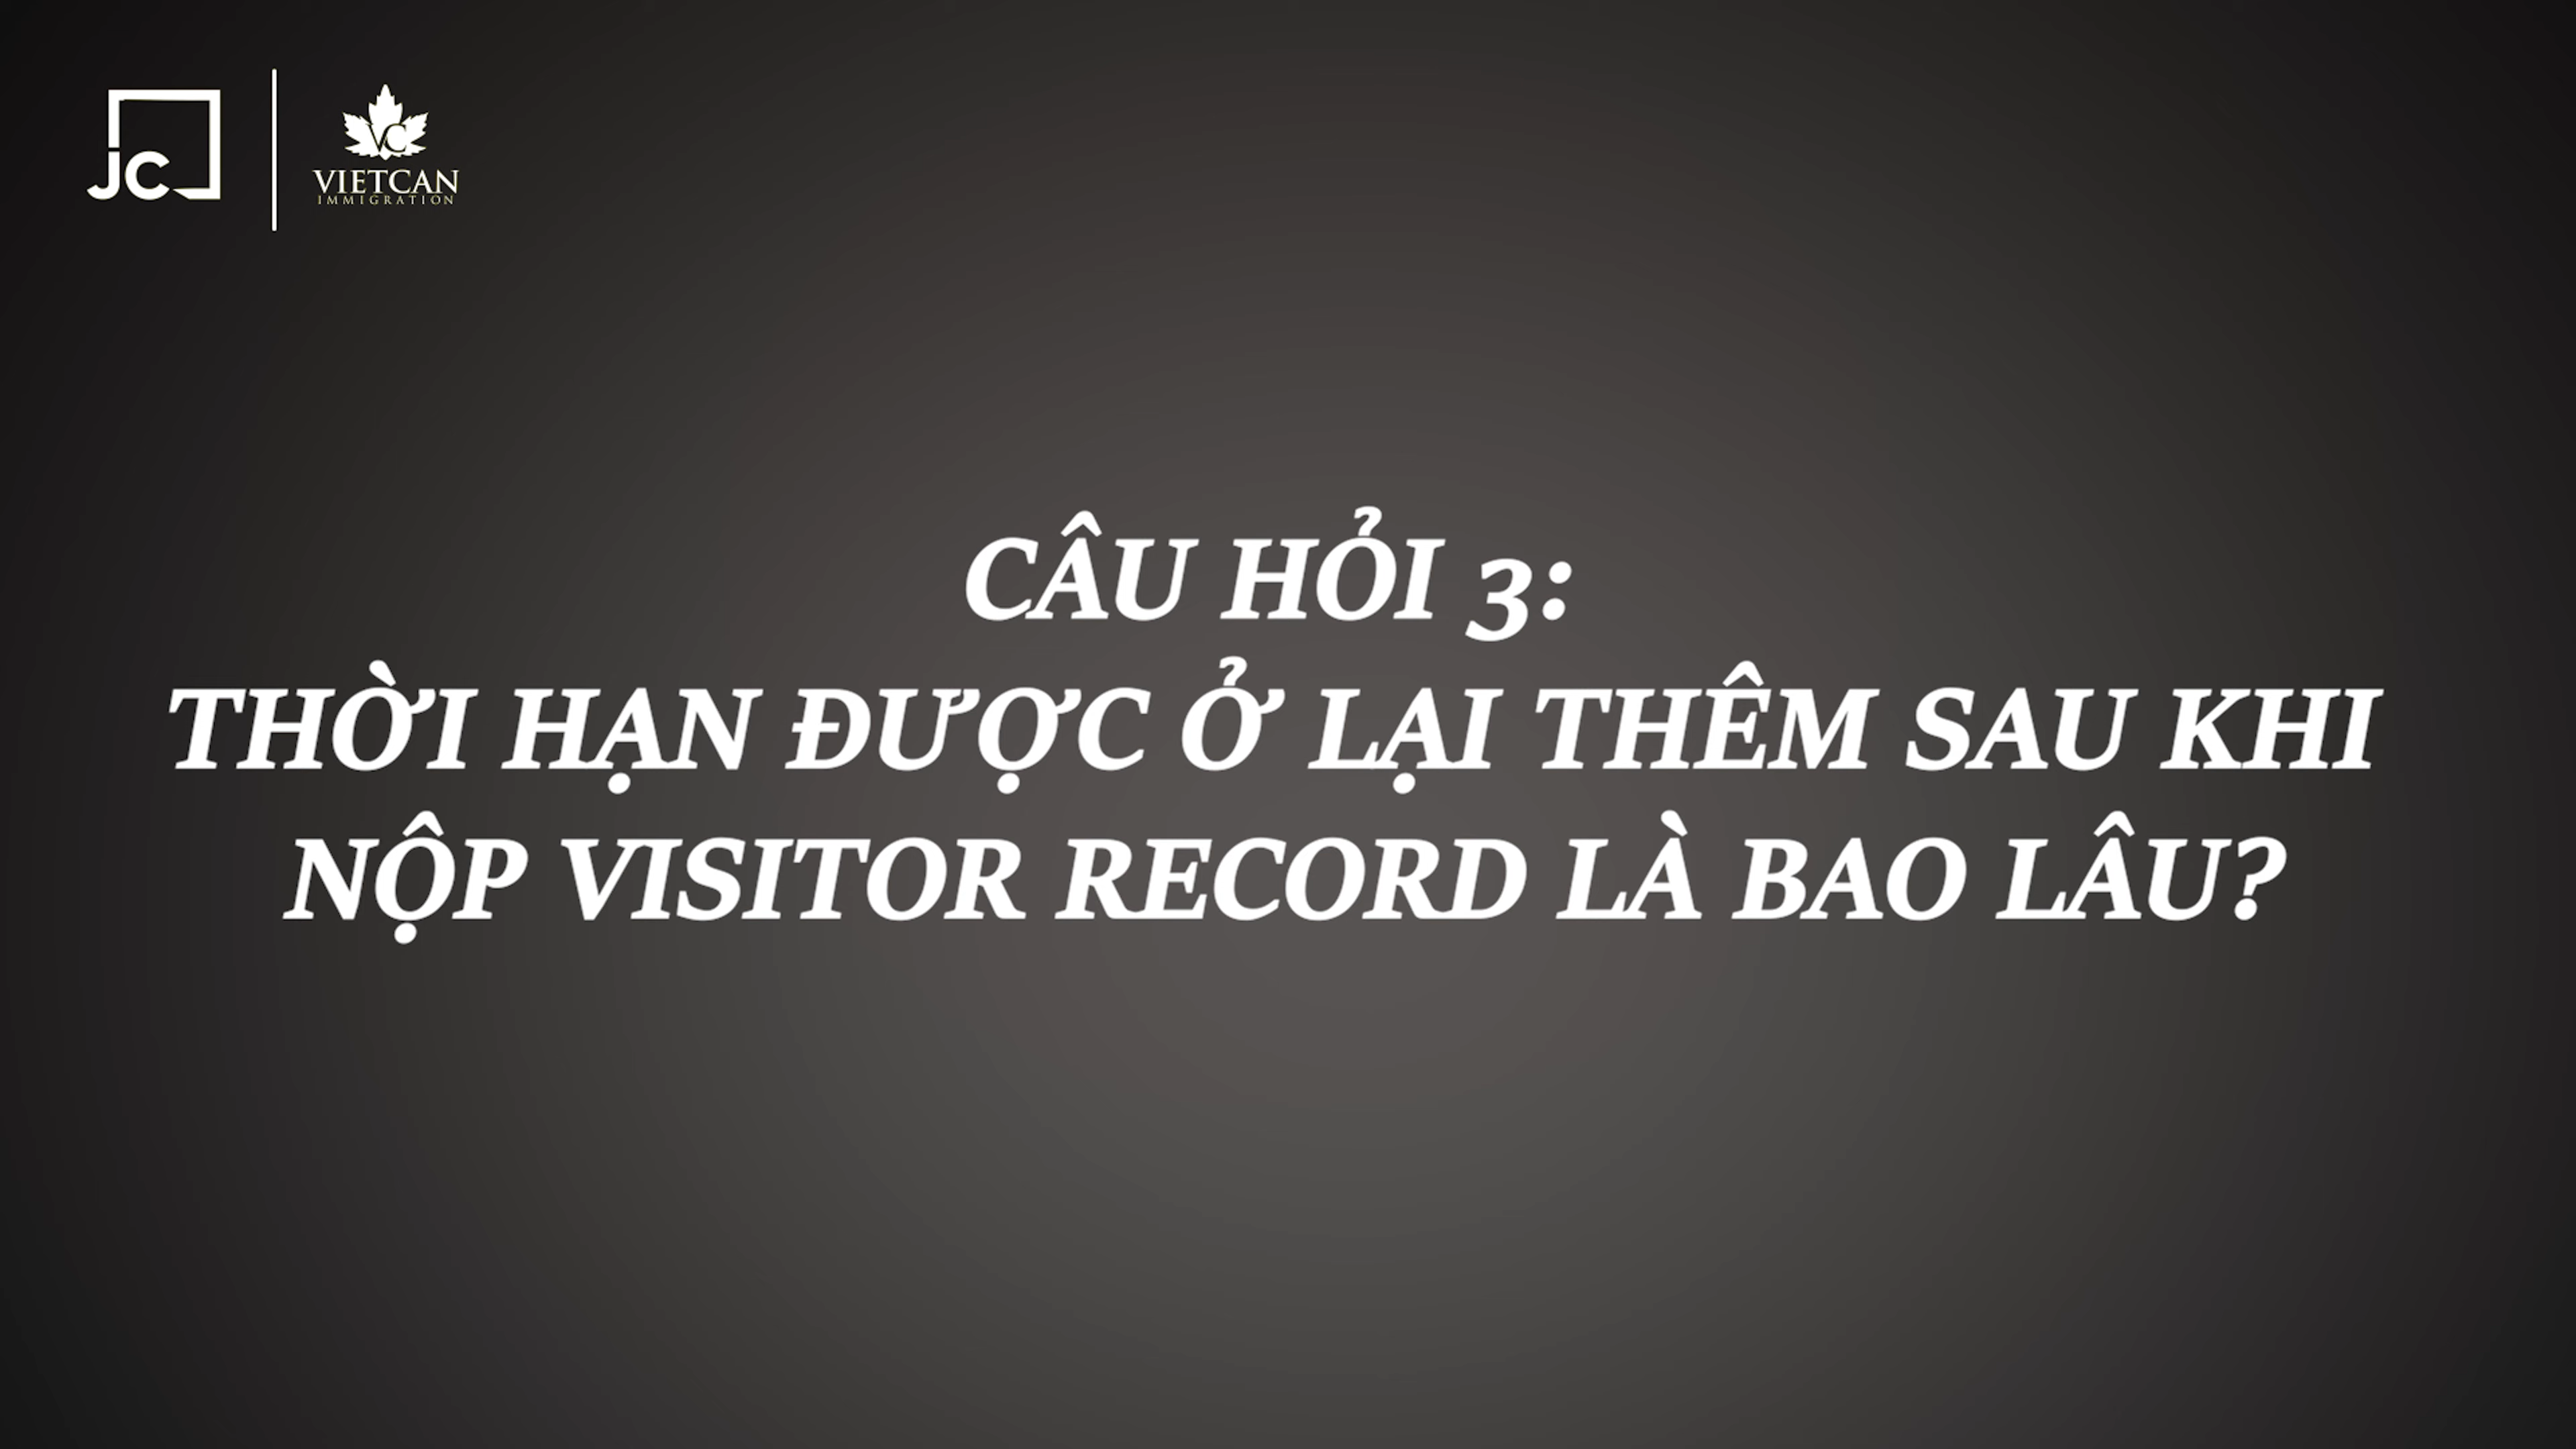 JC
VC
VIETCAN
IMMIGRATION
CÂU HỎI 3:
THỜI HẠN ĐƯỢC Ở LẠI THÊM SAU KHI
NỘP VISITOR RECORD LÀ BAO LÂU?